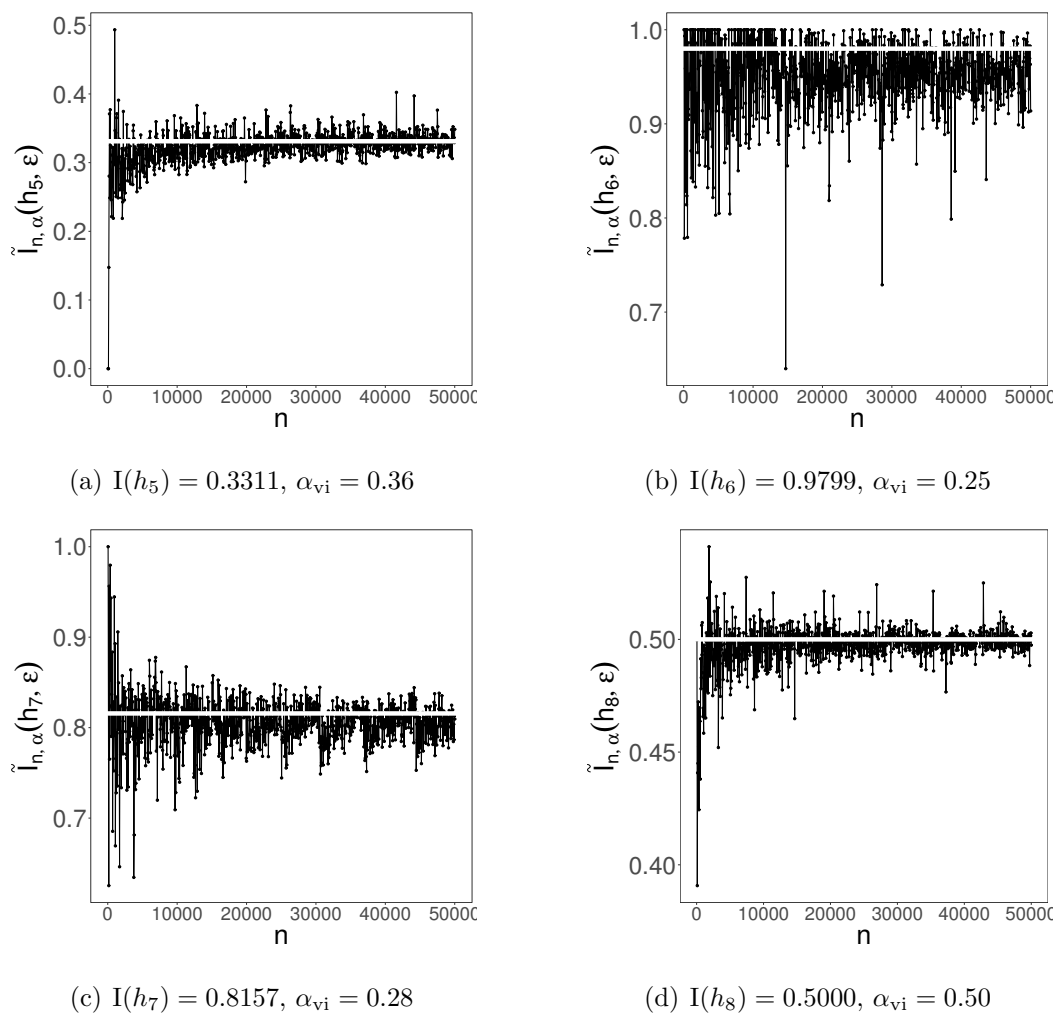 0.5
0.4
0.3
0.2
0.1
0.0
Ĩn, α(h5, ε)
0 10000 20000 30000 40000 50000
n
(a) I(h5) = 0.3311, αvi = 0.36
1.0
0.9
0.8
0.7
Ĩn, α(h6, ε)
0 10000 20000 30000 40000 50000
n
(b) I(h6) = 0.9799, αvi = 0.25
1.0
0.9
0.8
0.7
Ĩn, α(h7, ε)
0 10000 20000 30000 40000 50000
n
(c) I(h7) = 0.8157, αvi = 0.28
0.50
0.45
0.40
Ĩn, α(h8, ε)
0 10000 20000 30000 40000 50000
n
(d) I(h8) = 0.5000, αvi = 0.50